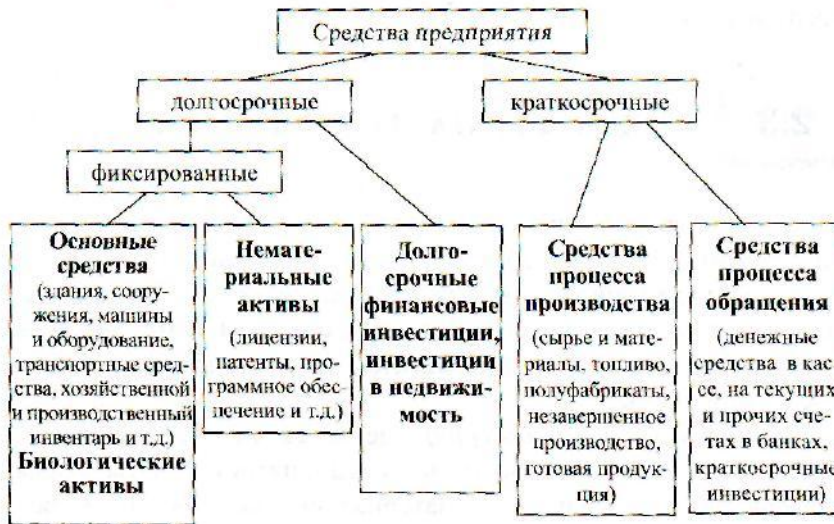 Средства предприятия
долгосрочные
краткосрочные
фиксированные
Основные
средства
(здания, соору-
жения, машины
и оборудование,
транспортные сред-
ства, хозяйственной
и производственный
инвентарь и т.д.)
Биологические
активы
Немате-
риальные
активы
(лицензии,
патенты, про-
граммное обес-
печение и т.д.)
Долго-
срочные
финансовые
инвестиции,
инвестиции
в недвижи-
мость
Средства
процесса
производства
(сырье и мате-
риалы, топливо,
полуфабрикаты,
незавершенное
производство,
готовая продук-
ция)
Средства
процесса
обращения
(денежные
средства в кас-
се, на текущих
и прочих сче-
тах в банках,
краткосрочные
инвестиции)